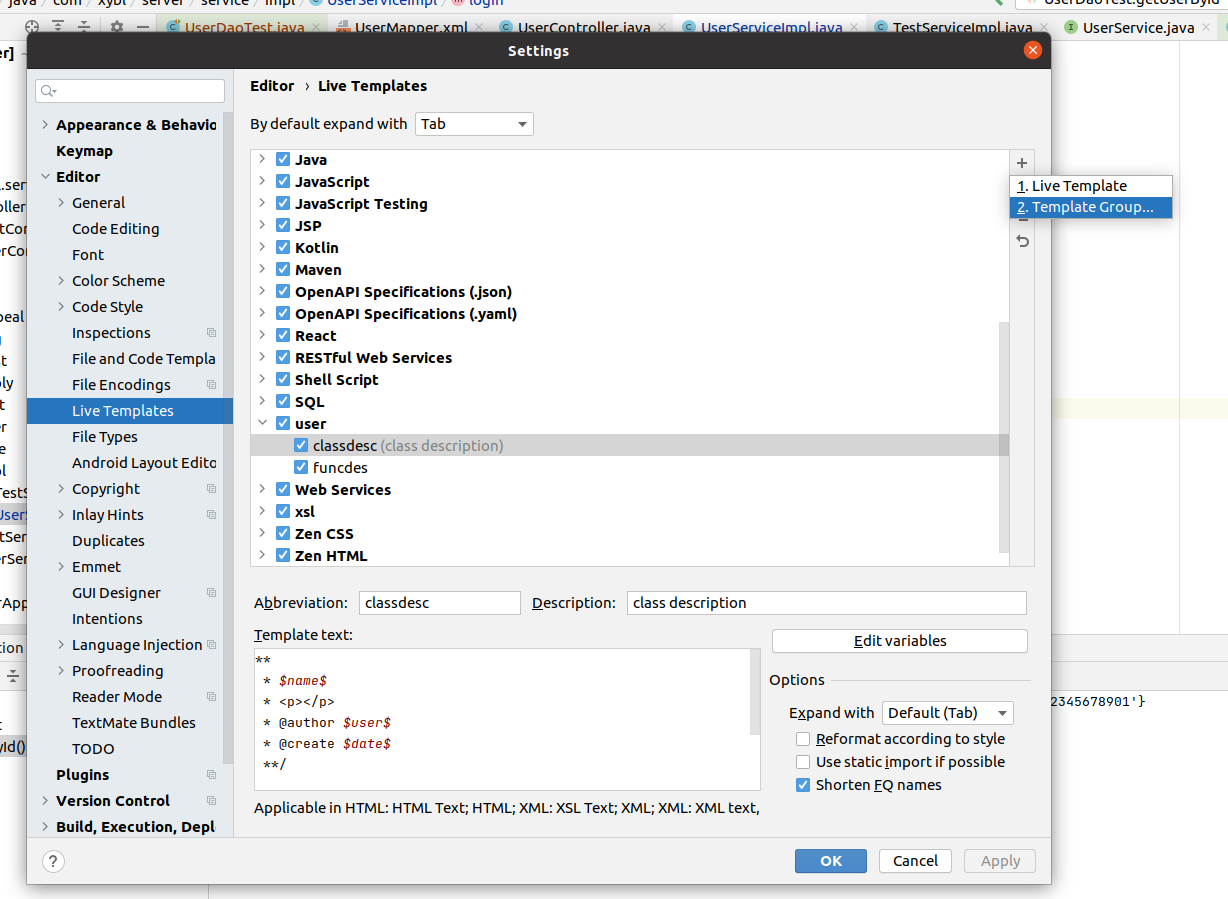 java / com / xybl / server / service / impl / UserServiceImpl / login
UserDaoTest.getUserById
UserDaoTest.java
UserMapper.xml
UserController.java
UserServiceImpl.java
TestServiceImpl.java
UserService.java
Settings
Appearance & Behavio
Keymap
Editor
General
Code Editing
Font
Color Scheme
Code Style
Inspections
File and Code Templa
File Encodings
Live Templates
File Types
Android Layout Edito
Copyright
Inlay Hints
Duplicates
Emmet
GUI Designer
Intentions
Language Injection
Proofreading
Reader Mode
TextMate Bundles
TODO
Plugins
Version Control
Build, Execution, Depl
Editor › Live Templates
By default expand with Tab
Java
JavaScript
JavaScript Testing
JSP
Kotlin
Maven
OpenAPI Specifications (.json)
OpenAPI Specifications (.yaml)
React
RESTful Web Services
Shell Script
SQL
user
classdesc (class description)
funcdes
Web Services
xsl
Zen CSS
Zen HTML
1. Live Template
2. Template Group...
Abbreviation: classdesc Description: class description
Template text:
**
* $name$
* <p></p>
* @author $user$
* @create $date$
**/
Edit variables
Options
Expand with Default (Tab)
Reformat according to style
Use static import if possible
Shorten FQ names
Applicable in HTML: HTML Text; HTML; XML: XSL Text; XML; XML: XML text,
2345678901'}
?
OK
Cancel
Apply